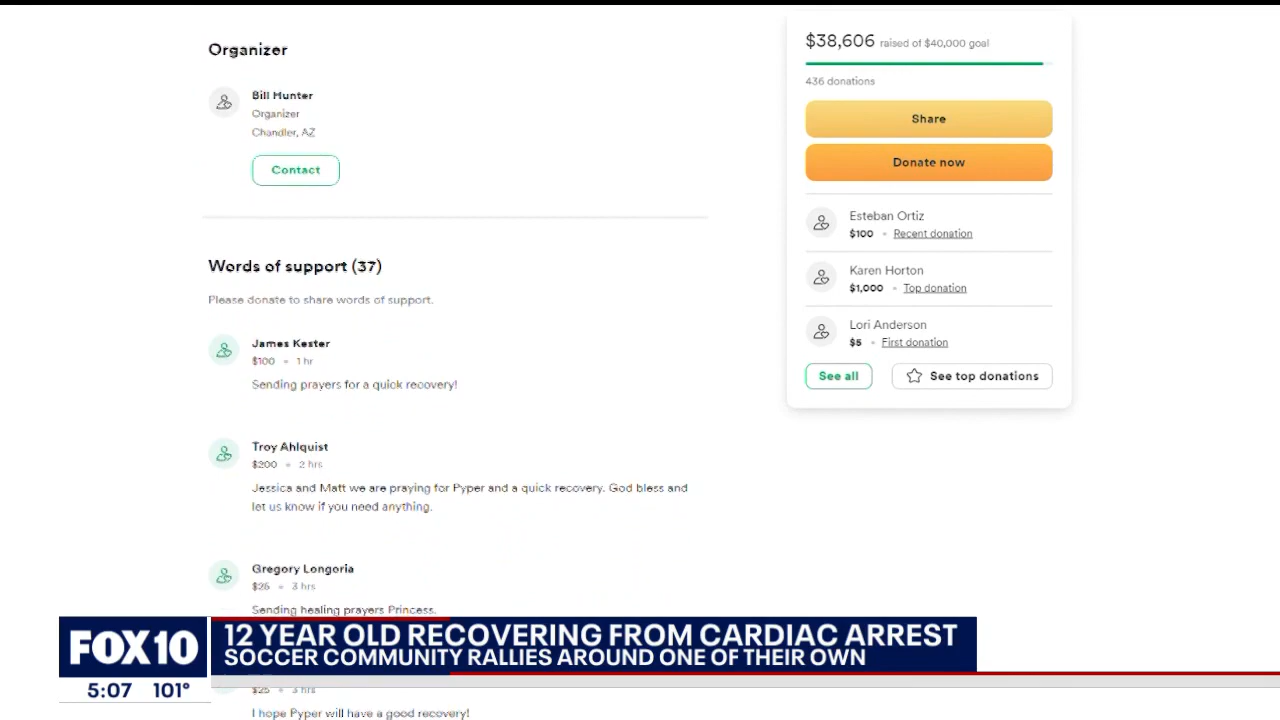 Organizer
Bill Hunter
Organizer
Chandler, AZ
Contact
Words of support (37)
Please donate to share words of support.
James Kester
$100 • 1 hr
Sending prayers for a quick recovery!
Troy Ahlquist
$200 • 2 hrs
Jessica and Matt we are praying for Pyper and a quick recovery. God bless and
let us know if you need anything.
Gregory Longoria
$25 • 3 hrs
Sending healing prayers Princess.
$25 • 3 hrs
I hope Pyper will have a good recovery!
$38,606 raised of $40,000 goal
436 donations
Share
Donate now
Esteban Ortiz
$100 • Recent donation
Karen Horton
$1,000 • Top donation
Lori Anderson
$5 • First donation
See all
See top donations
FOX10
5:07 101°
12 YEAR OLD RECOVERING FROM CARDIAC ARREST
SOCCER COMMUNITY RALLIES AROUND ONE OF THEIR OWN